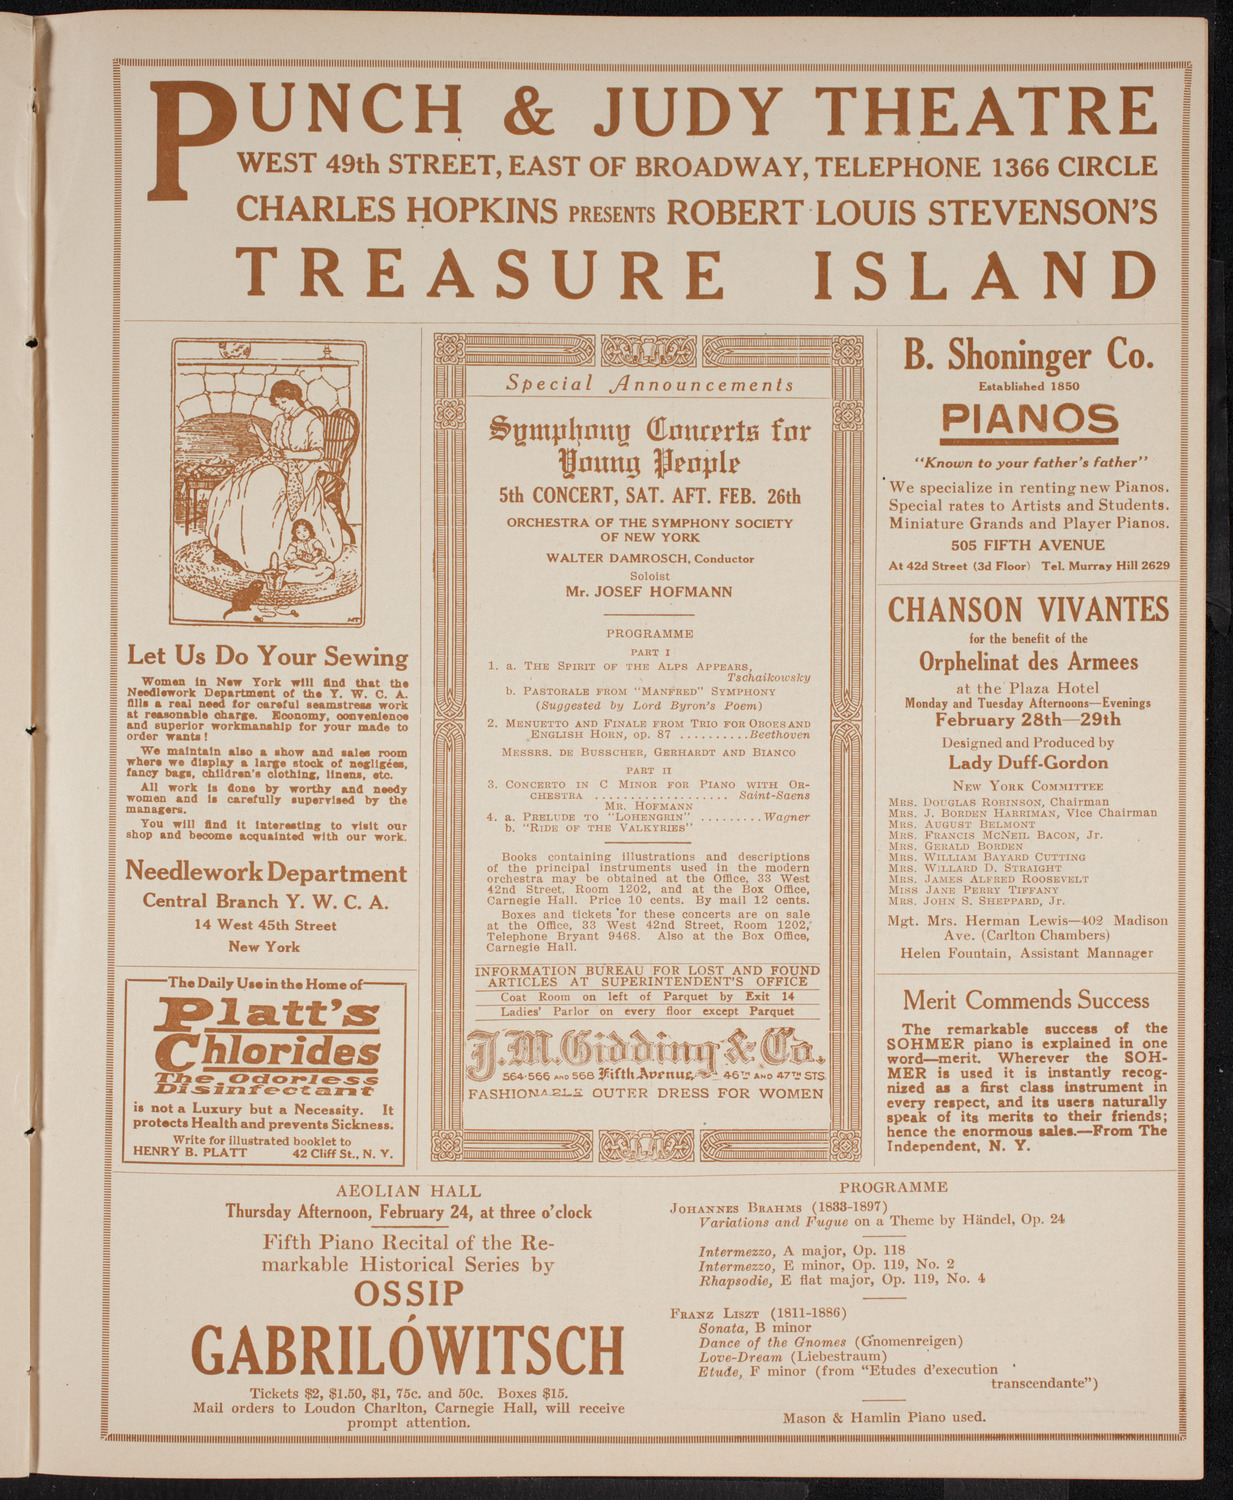 PUNCH & JUDY THEATRE
WEST 49th STREET, EAST OF BROADWAY, TELEPHONE 1366 CIRCLE
CHARLES HOPKINS PRESENTS ROBERT LOUIS STEVENSON'S
TREASURE ISLAND
Let Us Do Your Sewing
Women in New York will find that the
Needlework Department of the Y. W. C. A.
fills a real need for careful seamstress work
at reasonable charge. Economy, convenience
and superior workmanship for your made to
order wants!
We maintain also a show and sales room
where we display a large stock of negligées,
fancy bags, children's clothing, linens, etc.
All work is done by worthy and needy
women and is carefully supervised by the
managers.
You will find it interesting to visit our
shop and become acquainted with our work.
Needlework Department
Central Branch Y. W. C. A.
14 West 45th Street
New York
The Daily Use in the Home of
Platt's
Chlorides
The Odorless
Disinfectant
is not a Luxury but a Necessity. It
protects Health and prevents Sickness.
Write for illustrated booklet to
HENRY B. PLATT 42 Cliff St., N. Y.
Special Announcements
Symphony Concerts for
Young People
5th CONCERT, SAT. AFT. FEB. 26th
ORCHESTRA OF THE SYMPHONY SOCIETY
OF NEW YORK
WALTER DAMROSCH, Conductor
Soloist
Mr. JOSEF HOFMANN
PROGRAMME
PART I
1. a. THE SPIRIT OF THE ALPS APPEARS,
Tschaikowsky
b. PASTORALE FROM "MANFRED" SYMPHONY
(Suggested by Lord Byron's Poem)
2. MENUETTO AND FINALE FROM TRIO FOR OBOES AND
ENGLISH HORN, op. 87 ..........Beethoven
MESSRS. DE BUSSCHER, GERHARDT AND BIANCO
PART II
3. CONCERTO IN C MINOR FOR PIANO WITH OR-
CHESTRA ................... Saint-Saens
MR. HOFMANN
4. a. PRELUDE TO "LOHENGRIN" .........Wagner
b. "RIDE OF THE VALKYRIES"
Books containing illustrations and descriptions
of the principal instruments used in the modern
orchestra may be obtained at the Office, 33 West
42nd Street, Room 1202, and at the Box Office,
Carnegie Hall. Price 10 cents. By mail 12 cents.
Boxes and tickets for these concerts are on sale
at the Office, 33 West 42nd Street, Room 1202,
Telephone Bryant 9468. Also at the Box Office,
Carnegie Hall.
INFORMATION BUREAU FOR LOST AND FOUND
ARTICLES AT SUPERINTENDENT'S OFFICE
Coat Room on left of Parquet by Exit 14
Ladies' Parlor on every floor except Parquet
J. M. Gidding & Co.
564-566 AND 568 Fifth Avenue 46TH AND 47TH STS.
FASHIONABLE OUTER DRESS FOR WOMEN
B. Shoninger Co.
Established 1850
PIANOS
"Known to your father's father"
We specialize in renting new Pianos.
Special rates to Artists and Students.
Miniature Grands and Player Pianos.
505 FIFTH AVENUE
At 42d Street (3d Floor) Tel. Murray Hill 2629
CHANSON VIVANTES
for the benefit of the
Orphelinat des Armees
at the Plaza Hotel
Monday and Tuesday Afternoons—Evenings
February 28th—29th
Designed and Produced by
Lady Duff-Gordon
NEW YORK COMMITTEE
MRS. DOUGLAS ROBINSON, Chairman
MRS. J. BORDEN HARRIMAN, Vice Chairman
MRS. AUGUST BELMONT
MRS. FRANCIS MCNEIL BACON, JR.
MRS. GERALD BORDEN
MRS. WILLIAM BAYARD CUTTING
MRS. WILLARD D. STRAIGHT
MRS. JAMES ALFRED ROOSEVELT
MISS JANE PERRY TIFFANY
MRS. JOHN S. SHEPPARD, JR.
Mgt. Mrs. Herman Lewis—402 Madison
Ave. (Carlton Chambers)
Helen Fountain, Assistant Mannager
Merit Commends Success
The remarkable success of the
SOHMER piano is explained in one
word—merit. Wherever the SOH-
MER is used it is instantly recog-
nized as a first class instrument in
every respect, and its users naturally
speak of its merits to their friends;
hence the enormous sales.—From The
Independent, N. Y.
AEOLIAN HALL
Thursday Afternoon, February 24, at three o'clock
Fifth Piano Recital of the Re-
markable Historical Series by
OSSIP
GABRILÓWITSCH
Tickets $2, $1.50, $1, 75c. and 50c. Boxes $15.
Mail orders to Loudon Charlton, Carnegie Hall, will receive
prompt attention.
PROGRAMME
JOHANNES BRAHMS (1833-1897)
Variations and Fugue on a Theme by Händel, Op. 24
Intermezzo, A major, Op. 118
Intermezzo, E minor, Op. 119, No. 2
Rhapsodie, E flat major, Op. 119, No. 4
FRANZ LISZT (1811-1886)
Sonata, B minor
Dance of the Gnomes (Gnomenreigen)
Love-Dream (Liebestraum)
Etude, F minor (from "Etudes d'execution
transcendante")
Mason & Hamlin Piano used.